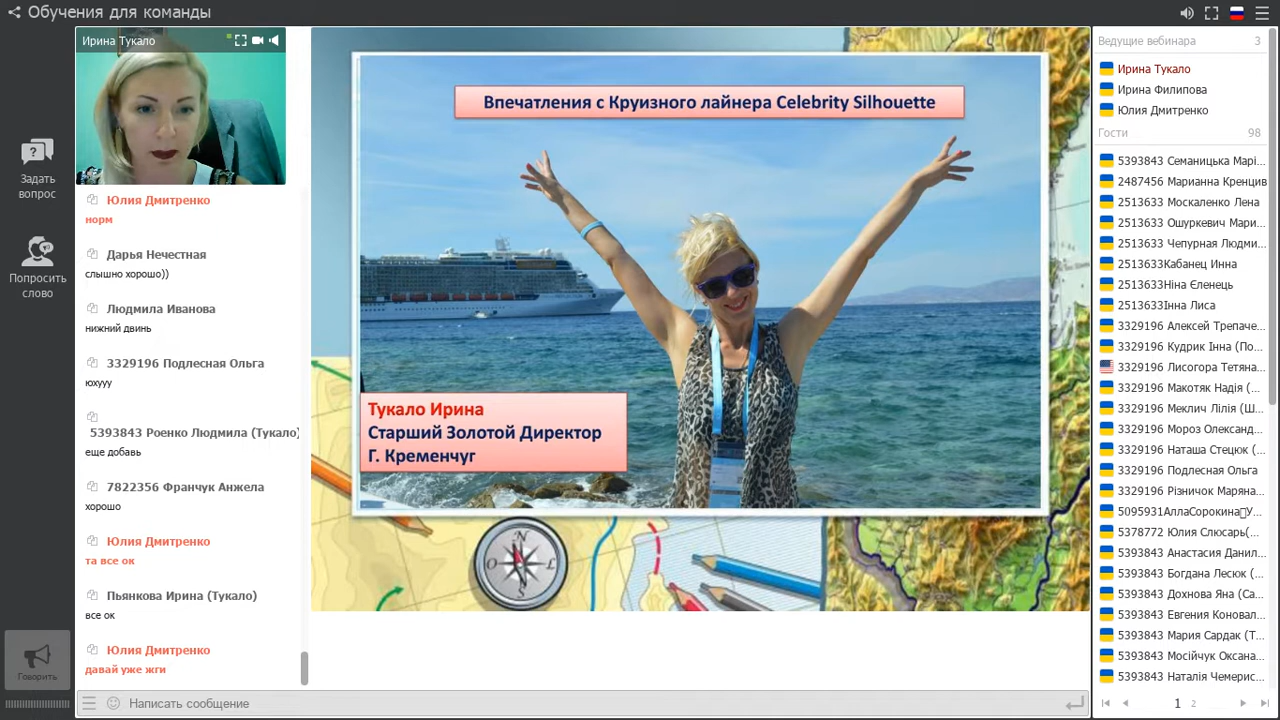 Обучения для команды
Ирина Тукало
Задать
вопрос
Попросить
слово
Говорить
Юлия Дмитренко
норм
Дарья Нечестная
слышно хорошо))
Людмила Иванова
нижний двинь
3329196 Подлесная Ольга
юхууу
5393843 Роенко Людмила (Тукало)
еще добавь
7822356 Франчук Анжела
хорошо
Юлия Дмитренко
та все ок
Пьянкова Ирина (Тукало)
все ок
Юлия Дмитренко
давай уже жги
Написать сообщение
Впечатления с Круизного лайнера Celebrity Silhouette
Тукало Ирина
Старший Золотой Директор
Г. Кременчуг
N
O
L
S
Ведущие вебинара 3
Ирина Тукало
Ирина Филипова
Юлия Дмитренко
Гости 98
5393843 Семаницька Марі...
2487456 Марианна Кренцив
2513633 Москаленко Лена
2513633 Ошуркевич Мари...
2513633 Чепурная Людми...
2513633Кабанец Инна
2513633Ніна Єленець
2513633Інна Лиса
3329196 Алексей Трепаче...
3329196 Кудрик Інна (По...
3329196 Лисогора Тетяна...
3329196 Макотяк Надія (...
3329196 Меклич Лілія (Ш...
3329196 Мороз Олександ...
3329196 Наташа Стецюк (...
3329196 Подлесная Ольга
3329196 Різничок Маряна...
5095931АллаСорокина У...
5378772 Юлия Слюсарь(...
5393843 Анастасия Данил...
5393843 Богдана Лесюк (...
5393843 Дохнова Яна (Са...
5393843 Евгения Коновал...
5393843 Мария Сардак (Т...
5393843 Мосійчук Оксана...
5393843 Наталія Чемерис...
1 2